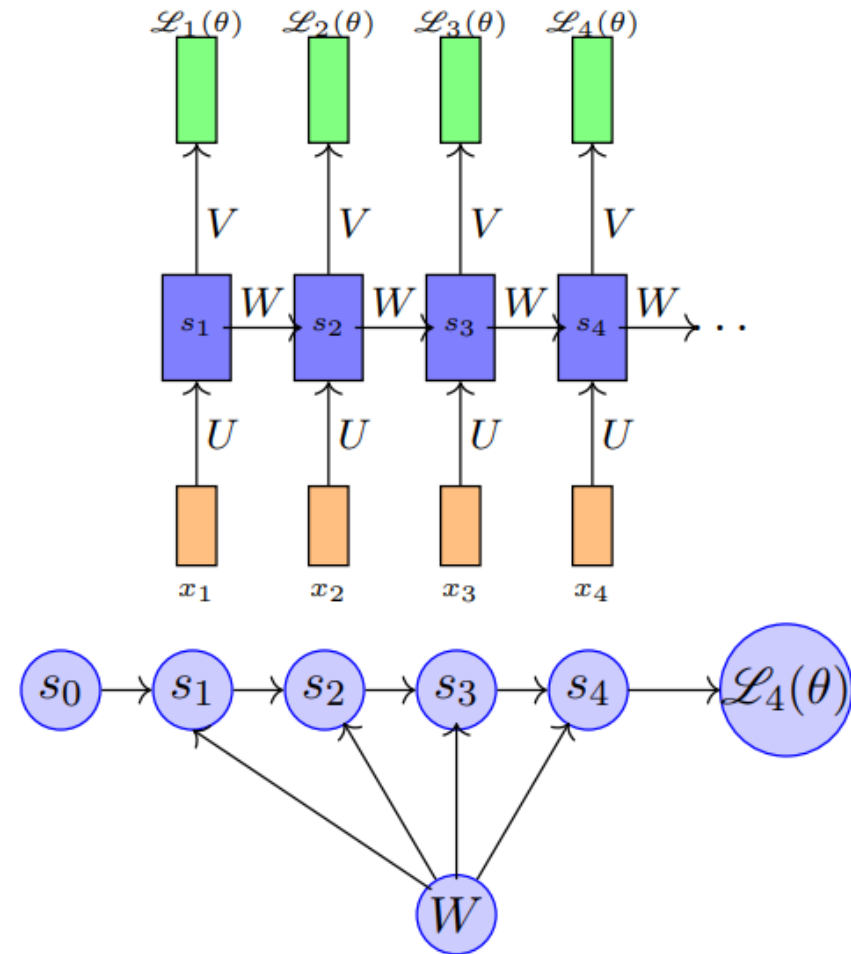 ℒ₁(θ) ℒ₂(θ) ℒ₃(θ) ℒ₄(θ)
V V V V
W W W W
s₁ s₂ s₃ s₄ ...
U U U U
x₁ x₂ x₃ x₄
s₀ s₁ s₂ s₃ s₄ ℒ₄(θ)
W